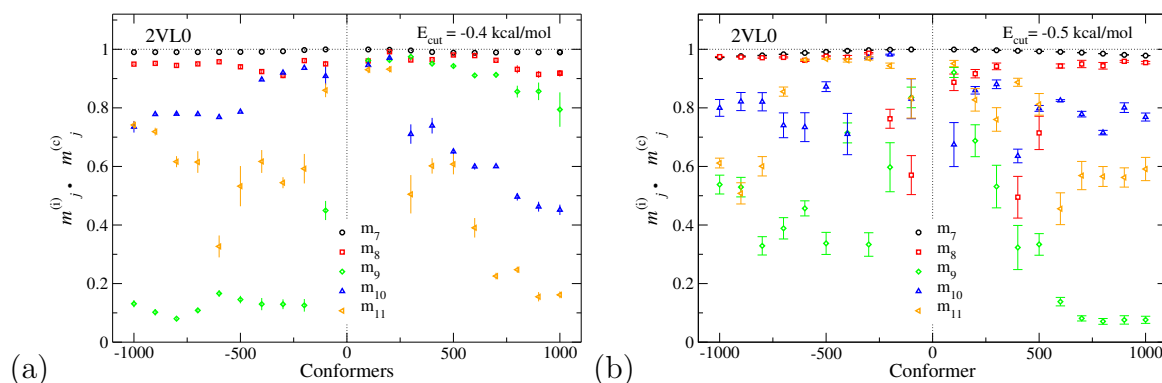 2VL0 E_cut = -0.4 kcal/mol
1
0.8
0.6
0.4
0.2
0
m_j^(i) • m_j^(c)
m_7
m_8
m_9
m_10
m_11
-1000 -500 0 500 1000
Conformers
(a)
2VL0 E_cut = -0.5 kcal/mol
1
0.8
0.6
0.4
0.2
0
m_j^(i) • m_j^(c)
m_7
m_8
m_9
m_10
m_11
-1000 -500 0 500 1000
Conformer
(b)